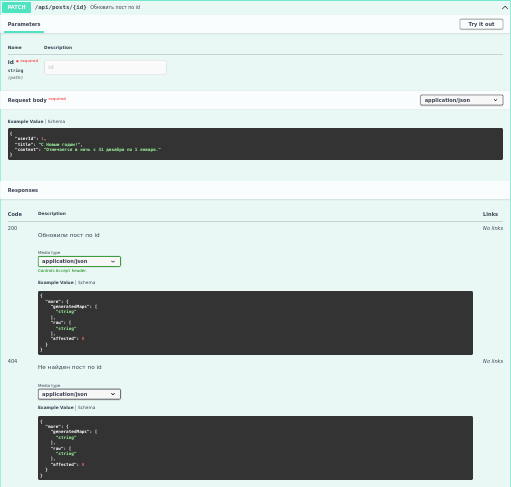 PATCH /api/posts/{id} Обновить пост по id
Parameters
Try it out
Name Description
id * required
string
(path)
id
Request body required
application/json
Example Value | Schema
{
"userId": 1,
"title": "С Новым годом!",
"content": "Отмечается в ночь с 31 декабря по 1 января."
}
Responses
Code Description Links
200 No links
Обновили пост по id
Media type
application/json
Controls Accept header.
Example Value | Schema
{
"more": {
"generatedMaps": [
"string"
],
"raw": [
"string"
],
"affected": 0
}
}
404 No links
Не найден пост по id
Media type
application/json
Example Value | Schema
{
"more": {
"generatedMaps": [
"string"
],
"raw": [
"string"
],
"affected": 0
}
}